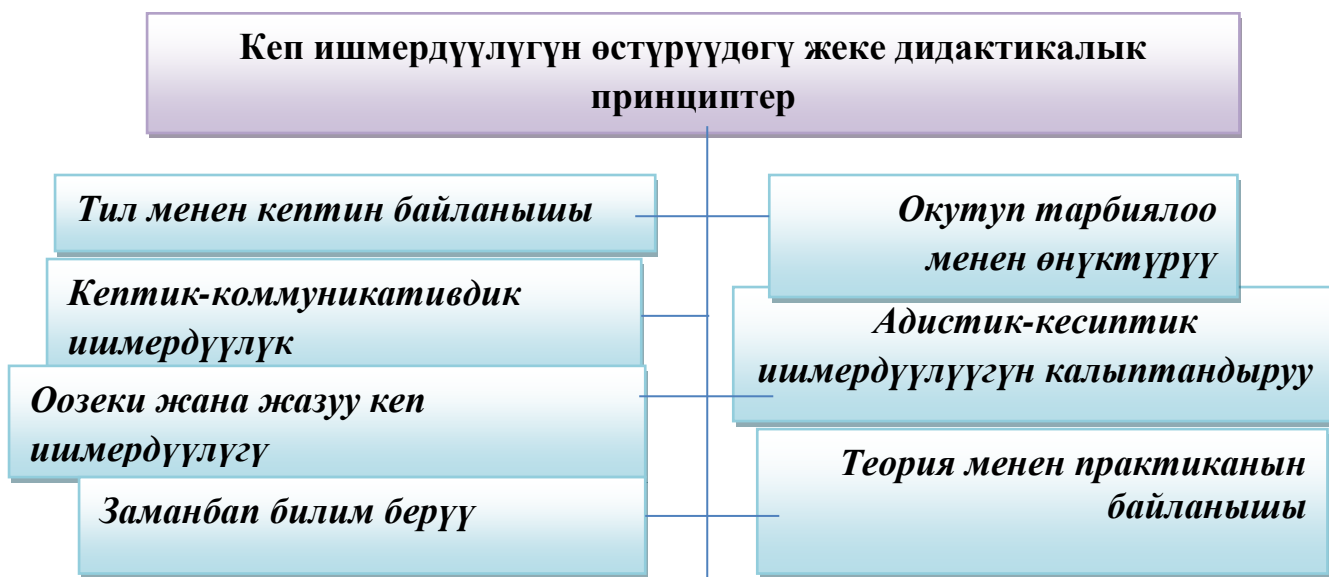 Кеп ишмердүүлүгүн өстүрүүдөгү жеке дидактикалык
принциптер
Тил менен кептин байланышы
Кептик-коммуникативдик
ишмердүүлүк
Оозеки жана жазуу кеп
ишмердүүлүгү
Заманбап билим берүү
Окутуп тарбиялоо
менен өнүктүрүү
Адистик-кесиптик
ишмердүүлүүгүн калыптандыруу
Теория менен практиканын
байланышы